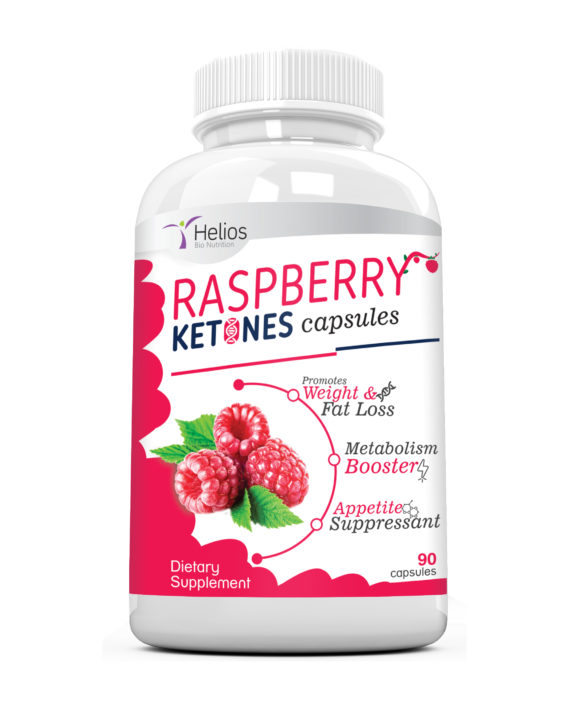 Helios
Bio Nutrition
RASPBERRY
KETONES capsules
Promotes
Weight &
Fat Loss
Metabolism
Booster
Appetite
Suppressant
Dietary
Supplement
90
capsules